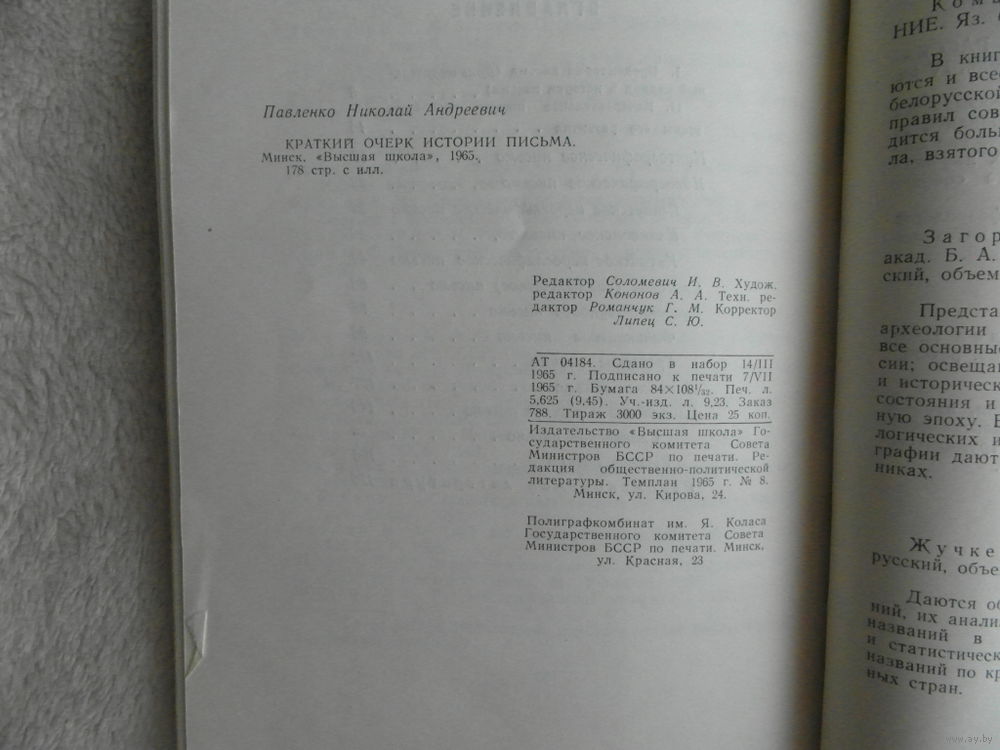 Павленко Николай Андреевич
КРАТКИЙ ОЧЕРК ИСТОРИИ ПИСЬМА.
Минск. «Высшая школа», 1965.
178 стр. с илл.
Редактор Соломевич И. В. Худож.
редактор Кононов А. А. Техн. ре-
дактор Романчук Г. М. Корректор
Липец С. Ю.
АТ 04184. Сдано в набор 14/III
1965 г. Подписано к печати 7/VII
1965 г. Бумага 84×108¹/₃₂. Печ. л.
5,625 (9,45). Уч.-изд. л. 9,23. Заказ
788. Тираж 3000 экз. Цена 25 коп.
Издательство «Высшая школа» Го-
сударственного комитета Совета
Министров БССР по печати. Ре-
дакция общественно-политической
литературы. Темплан 1965 г. № 8.
Минск, ул. Кирова, 24.
Полиграфкомбинат им. Я. Коласа
Государственного комитета Совета
Министров БССР по печати. Минск,
ул. Красная, 23
НИЕ. Яз.
В книг
ются и все
белорусской
правил сов
дится боль
ла, взятого
Загор
акад. Б. А.
ский, объем
Предста
археологии
все основны
сии; освеща
и историческ
состояния и
ную эпоху. В
логических и
графии дают
никах.
Жучке
русский, объе
Даются об
ний, их анали
названий в
и статистическ
названий по кр
ных стран.
www.ay.by